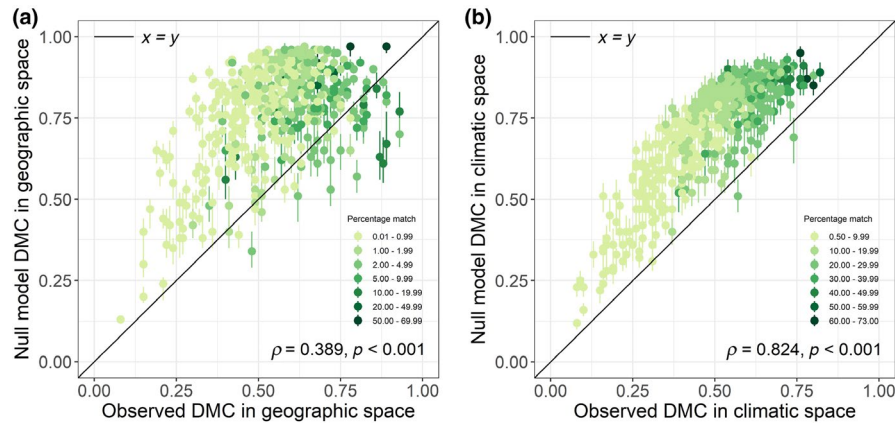 (a)
x = y
Null model DMC in geographic space
1.00
0.75
0.50
0.25
0.00
Percentage match
0.01 - 0.99
1.00 - 1.99
2.00 - 4.99
5.00 - 9.99
10.00 - 19.99
20.00 - 49.99
50.00 - 69.99
ρ = 0.389, p < 0.001
0.00 0.25 0.50 0.75 1.00
Observed DMC in geographic space
(b)
x = y
Null model DMC in climatic space
1.00
0.75
0.50
0.25
0.00
Percentage match
0.50 - 9.99
10.00 - 19.99
20.00 - 29.99
30.00 - 39.99
40.00 - 49.99
50.00 - 59.99
60.00 - 73.00
ρ = 0.824, p < 0.001
0.00 0.25 0.50 0.75 1.00
Observed DMC in climatic space